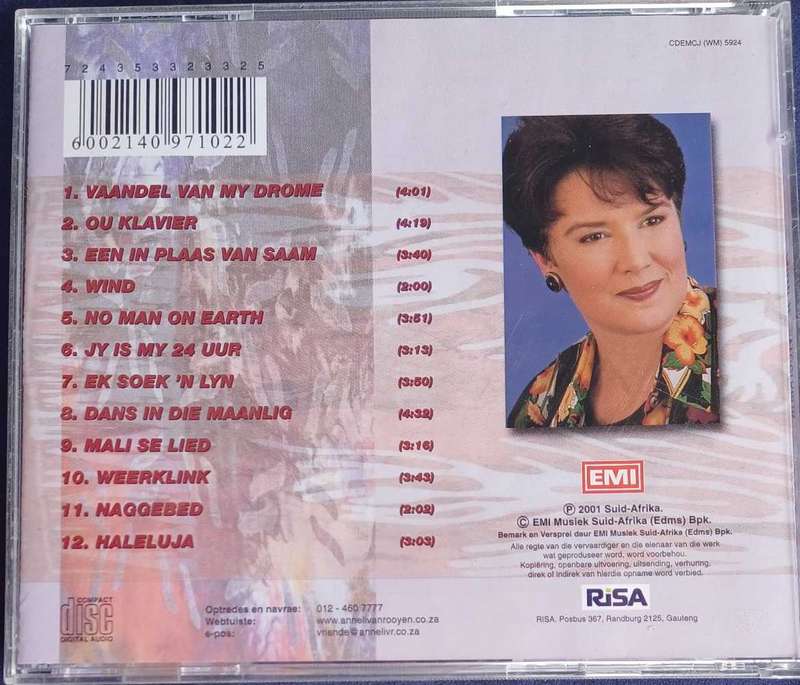 CDEMCJ (WM) 5924
7 24353 32332 5
6002140 971022
1. VAANDEL VAN MY DROME (4:01)
2. OU KLAVIER (4:19)
3. EEN IN PLAAS VAN SAAM (3:40)
4. WIND (2:00)
5. NO MAN ON EARTH (3:51)
6. JY IS MY 24 UUR (3:13)
7. EK SOEK 'N LYN (3:50)
8. DANS IN DIE MAANLIG (4:32)
9. MALI SE LIED (3:16)
10. WEERKLINK (3:43)
11. NAGGEBED (2:02)
12. HALELUJA (3:03)
EMI
Ⓟ 2001 Suid-Afrika.
© EMI Musiek Suid-Afrika (Edms) Bpk.
Bemark en Versprei deur EMI Musiek Suid-Afrika (Edms) Bpk.
Alle regte van die vervaardiger en die eienaar van die werk
wat geproduseer word, word voorbehou.
Kopiëring, openbare uitvoering, uitsending, verhuring,
direk of indirek van hierdie opname word verbied.
RiSA
RISA. Posbus 367, Randburg 2125, Gauteng
COMPACT
disc
DIGITAL AUDIO
Optredes en navrae: 012 - 460 7777
Webtuiste: www.annelivanrooyen.co.za
e-pos: vriende@annelivr.co.za